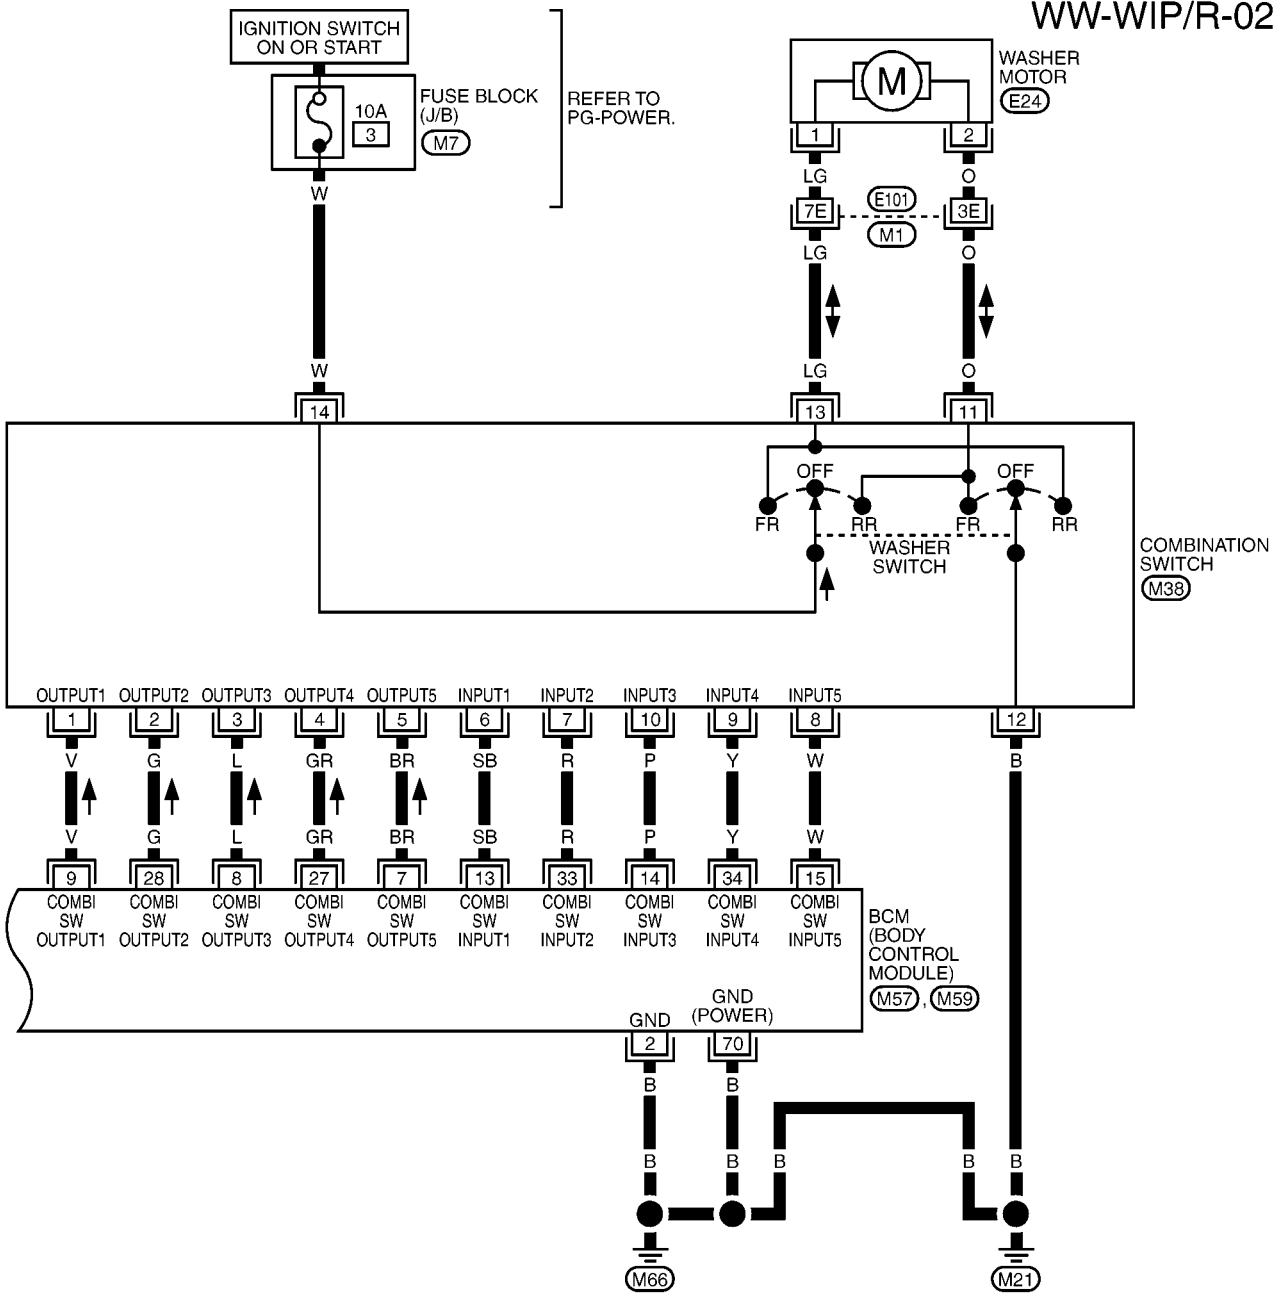 WW-WIP/R-02
IGNITION SWITCH
ON OR START
FUSE BLOCK
(J/B)
M7
10A
3
REFER TO
PG-POWER.
WASHER
MOTOR
E24
M
1 2
LG O
7E E101 3E
M1
LG O
W
W LG O
14 13 11
OFF OFF
FR RR FR RR
WASHER
SWITCH
COMBINATION
SWITCH
M38
OUTPUT1 OUTPUT2 OUTPUT3 OUTPUT4 OUTPUT5 INPUT1 INPUT2 INPUT3 INPUT4 INPUT5
1 2 3 4 5 6 7 10 9 8 12
V G L GR BR SB R P Y W B
V G L GR BR SB R P Y W
9 28 8 27 7 13 33 14 34 15
COMBI COMBI COMBI COMBI COMBI COMBI COMBI COMBI COMBI COMBI
SW SW SW SW SW SW SW SW SW SW
OUTPUT1 OUTPUT2 OUTPUT3 OUTPUT4 OUTPUT5 INPUT1 INPUT2 INPUT3 INPUT4 INPUT5
BCM
(BODY
CONTROL
MODULE)
M57 , M59
GND
GND
(POWER)
2 70
B B
B B B B B
M66 M21